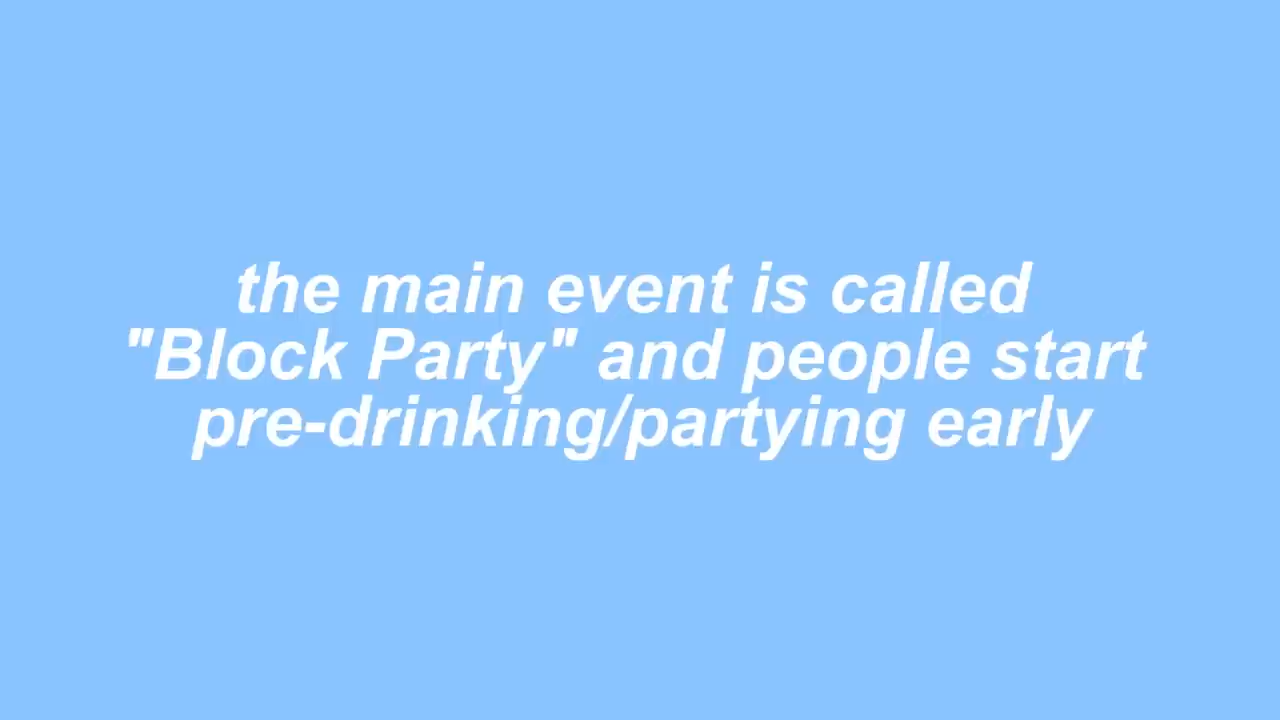 the main event is called
"Block Party" and people start
pre-drinking/partying early